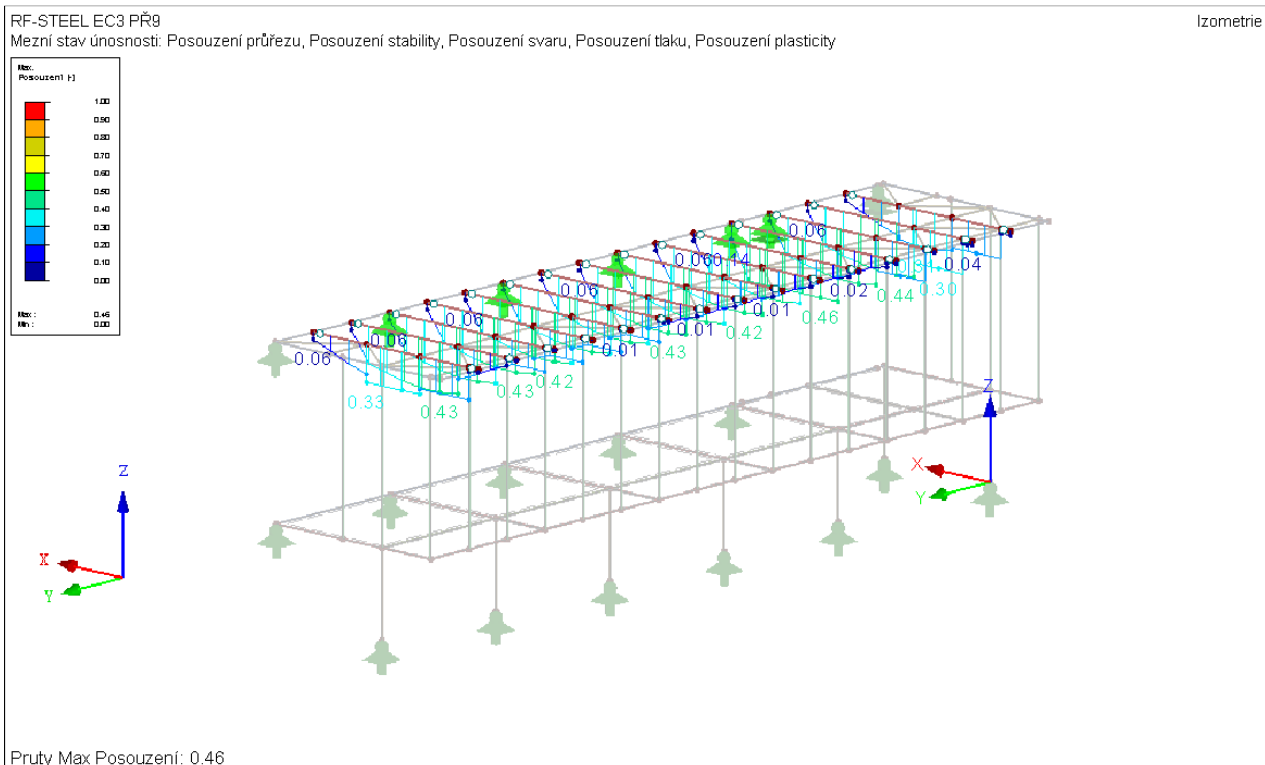 RF-STEEL EC3 PŘ9
Izometrie
Mezní stav únosnosti: Posouzení průřezu, Posouzení stability, Posouzení svaru, Posouzení tlaku, Posouzení plasticity
Max.
Posouzení [-]
1.00
0.90
0.80
0.70
0.60
0.50
0.40
0.30
0.20
0.10
0.00
Max : 0.46
Min : 0.00
0.06
0.06 0.14
0.04
0.06
0.30
0.44
0.02
0.06
0.46
0.01
0.06
0.42
0.01
0.06
0.43
0.01
0.06
0.42
0.43
0.33
0.43
Z
X
Y
Z
X
Y
Pruty Max Posouzení: 0.46